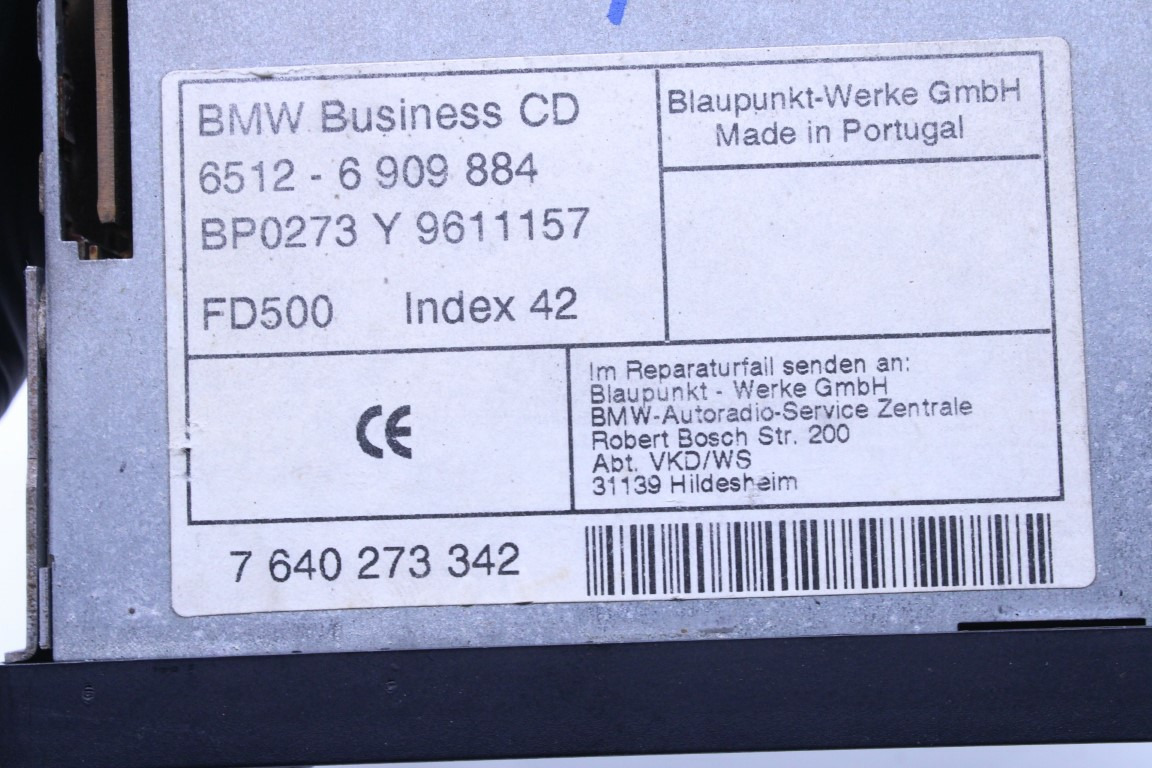 BMW Business CD
6512 - 6 909 884
BP0273 Y 9611157
FD500 Index 42
Blaupunkt-Werke GmbH
Made in Portugal
CE
Im Reparaturfall senden an:
Blaupunkt - Werke GmbH
BMW-Autoradio-Service Zentrale
Robert Bosch Str. 200
Abt. VKD/WS
31139 Hildesheim
7 640 273 342